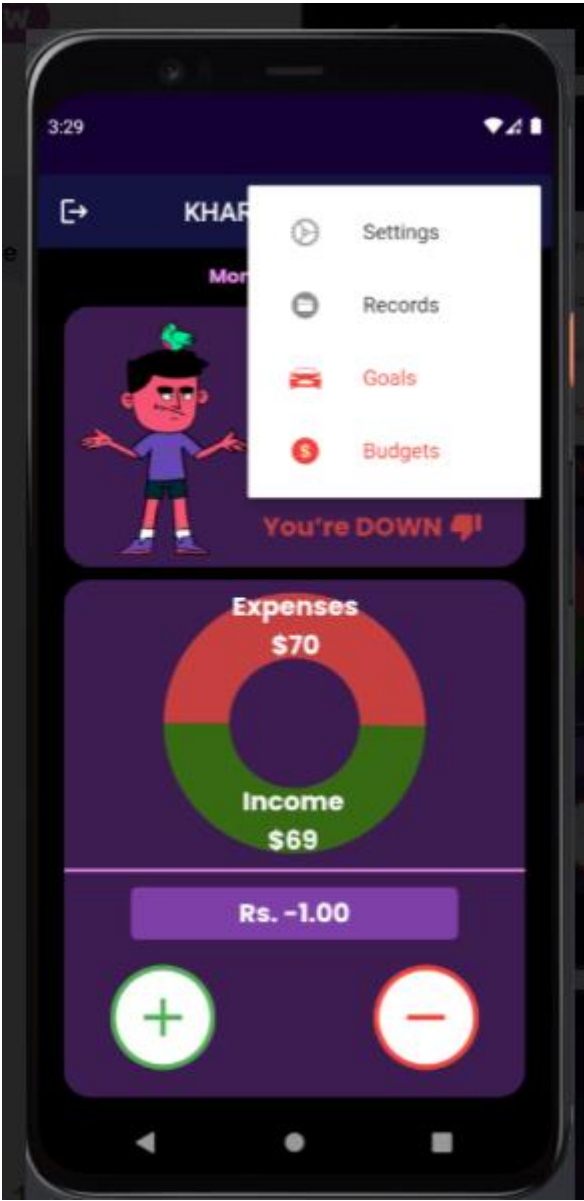 3:29
KHAR
Mor
Settings
Records
Goals
Budgets
You're DOWN
Expenses
$70
Income
$69
Rs. -1.00